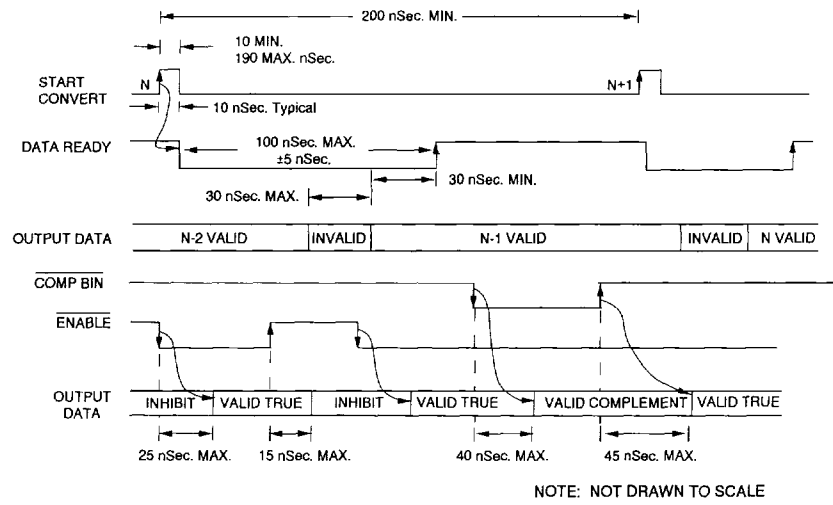 200 nSec. MIN.
10 MIN.
190 MAX. nSec.
START
CONVERT
N
N+1
10 nSec. Typical
DATA READY
100 nSec. MAX.
±5 nSec.
30 nSec. MAX.
30 nSec. MIN.
OUTPUT DATA
N-2 VALID
INVALID
N-1 VALID
INVALID
N VALID
COMP BIN
ENABLE
OUTPUT
DATA
INHIBIT
VALID TRUE
INHIBIT
VALID TRUE
VALID COMPLEMENT
VALID TRUE
25 nSec. MAX.
15 nSec. MAX.
40 nSec. MAX.
45 nSec. MAX.
NOTE: NOT DRAWN TO SCALE